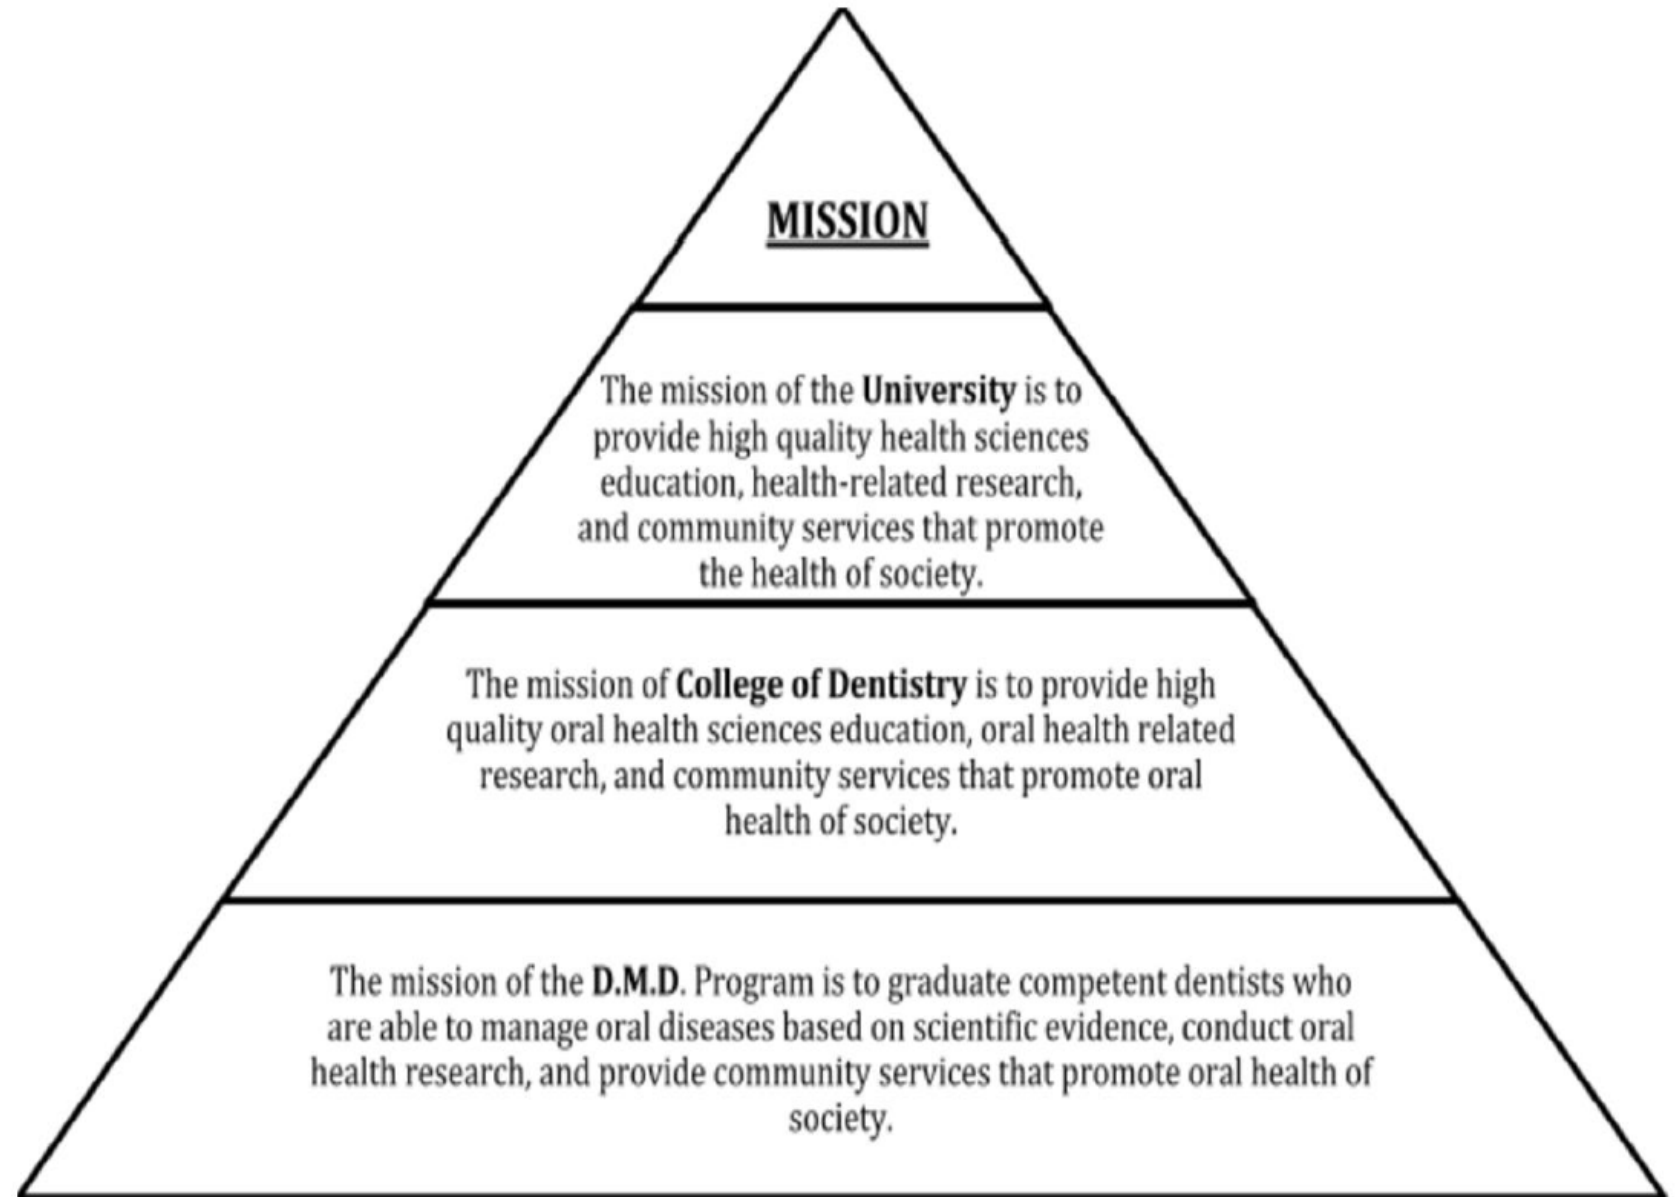 MISSION
The mission of the University is to
provide high quality health sciences
education, health-related research,
and community services that promote
the health of society.
The mission of College of Dentistry is to provide high
quality oral health sciences education, oral health related
research, and community services that promote oral
health of society.
The mission of the D.M.D. Program is to graduate competent dentists who
are able to manage oral diseases based on scientific evidence, conduct oral
health research, and provide community services that promote oral health of
society.